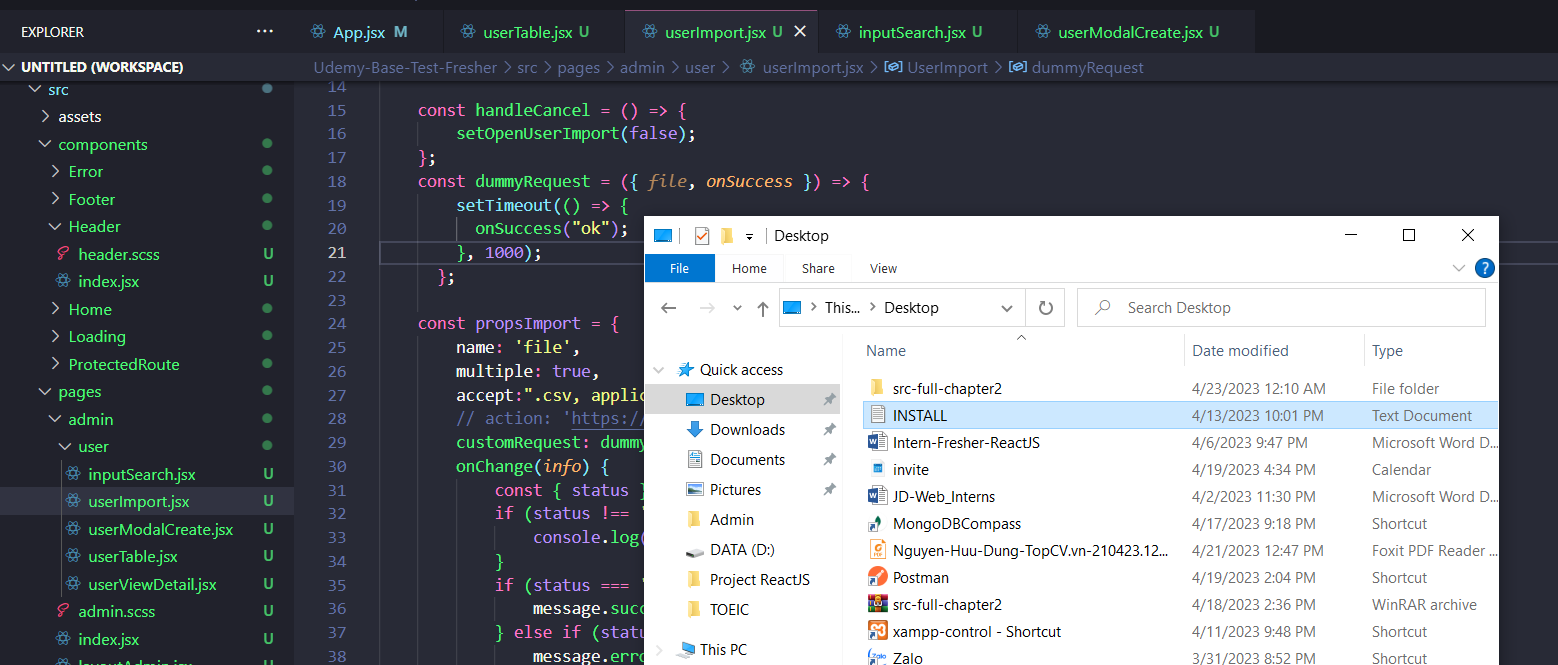 EXPLORER ···
App.jsx M
userTable.jsx U
userImport.jsx U
inputSearch.jsx U
userModalCreate.jsx U
UNTITLED (WORKSPACE)
Udemy-Base-Test-Fresher > src > pages > admin > user > userImport.jsx > UserImport > dummyRequest
src
assets
components
Error
Footer
Header
header.scss U
index.jsx U
Home
Loading
ProtectedRoute
pages
admin
user
inputSearch.jsx U
userImport.jsx U
userModalCreate.jsx U
userTable.jsx U
userViewDetail.jsx U
admin.scss U
index.jsx U
layoutAdmin.jsx U
14
15 const handleCancel = () => {
16 setOpenUserImport(false);
17 };
18 const dummyRequest = ({ file, onSuccess }) => {
19 setTimeout(() => {
20 onSuccess("ok");
21 }, 1000);
22 };
23
24 const propsImport = {
25 name: 'file',
26 multiple: true,
27 accept:".csv, applic
28 // action: 'https://
29 customRequest: dummy
30 onChange(info) {
31 const { status }
32 if (status !== '
33 console.log(
34 }
35 if (status === '
36 message.succ
37 } else if (statu
38 message.erro
Desktop
File Home Share View
This... > Desktop
Search Desktop
Quick access
Desktop
Downloads
Documents
Pictures
Admin
DATA (D:)
Project ReactJS
TOEIC
This PC
Name Date modified Type
src-full-chapter2 4/23/2023 12:10 AM File folder
INSTALL 4/13/2023 10:01 PM Text Document
Intern-Fresher-ReactJS 4/6/2023 9:47 PM Microsoft Word D...
invite 4/19/2023 4:34 PM Calendar
JD-Web_Interns 4/2/2023 11:30 PM Microsoft Word D...
MongoDBCompass 4/17/2023 9:18 PM Shortcut
Nguyen-Huu-Dung-TopCV.vn-210423.12... 4/21/2023 12:47 PM Foxit PDF Reader ...
Postman 4/19/2023 2:04 PM Shortcut
src-full-chapter2 4/18/2023 2:36 PM WinRAR archive
xampp-control - Shortcut 4/11/2023 9:48 PM Shortcut
Zalo 3/31/2023 8:52 PM Shortcut